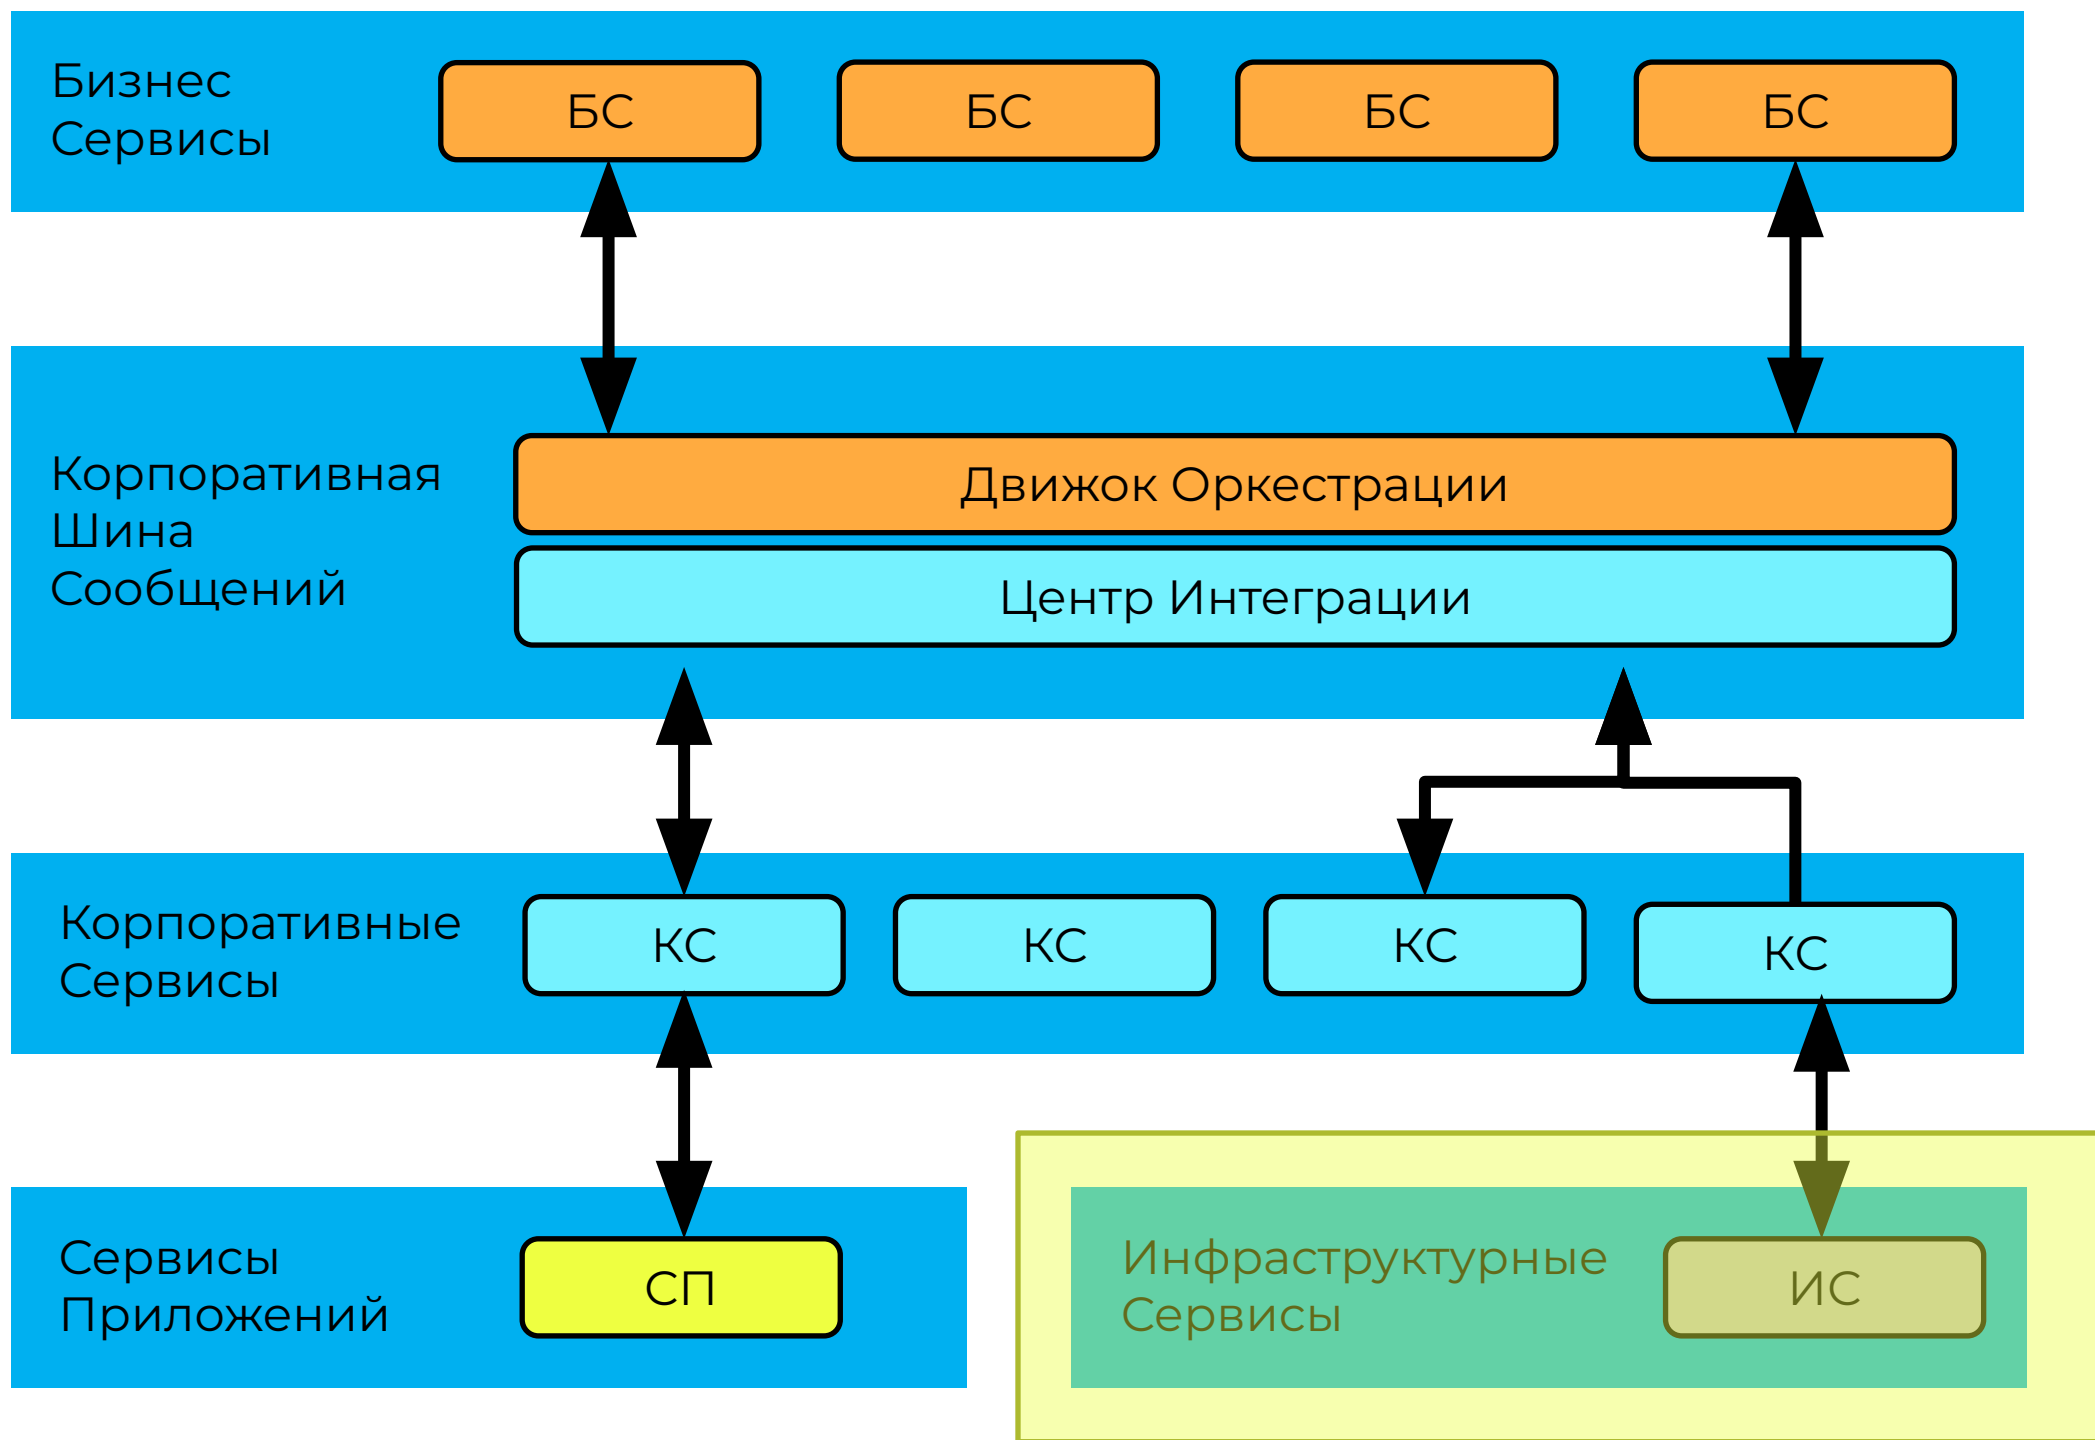 Бизнес
Сервисы
БС
БС
БС
БС
Корпоративная
Шина
Сообщений
Движок Оркестрации
Центр Интеграции
Корпоративные
Сервисы
КС
КС
КС
КС
Сервисы
Приложений
СП
Инфраструктурные
Сервисы
ИС